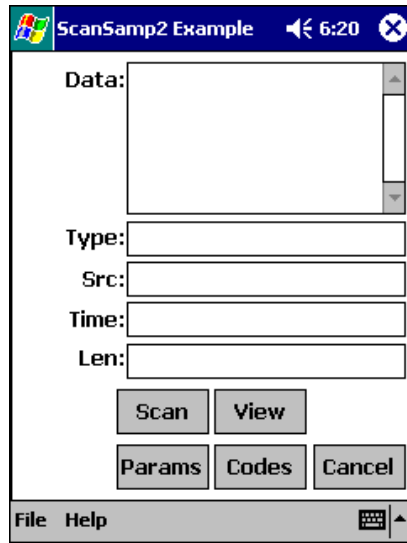 ScanSamp2 Example 6:20
Data:
Type:
Src:
Time:
Len:
Scan View
Params Codes Cancel
File Help